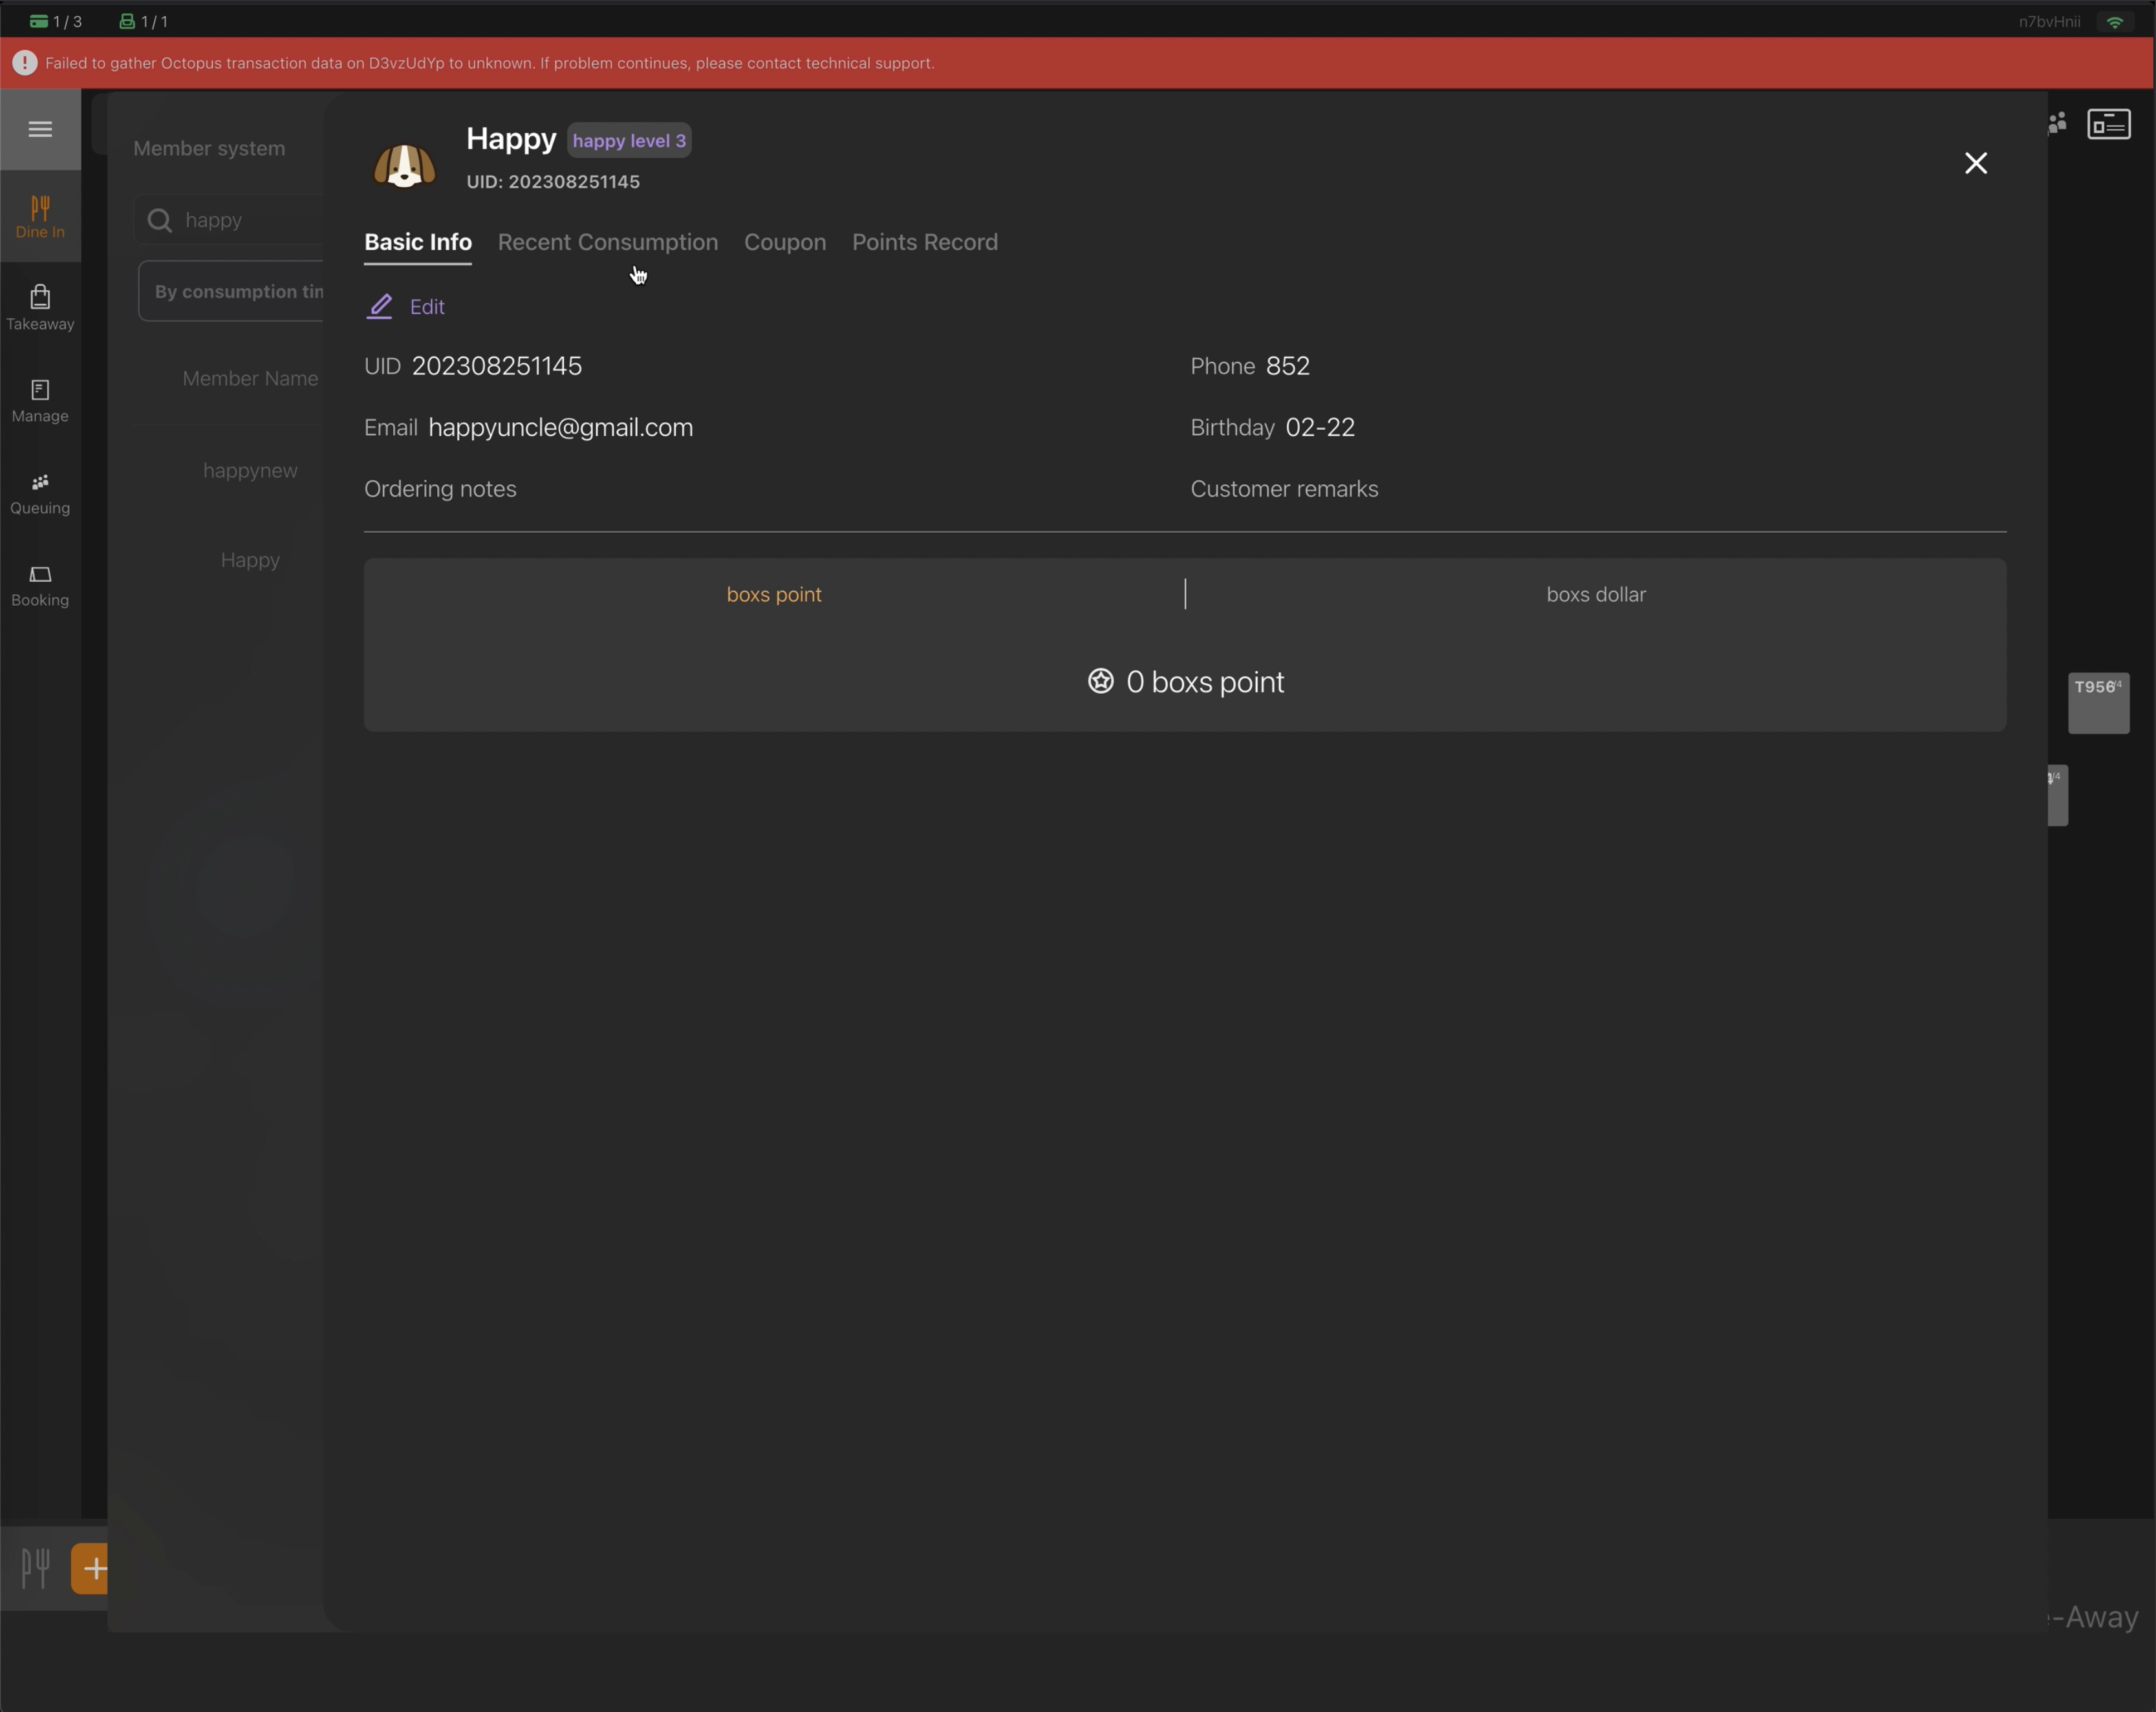 1 / 3
1 / 1
n7bvHnii
Failed to gather Octopus transaction data on D3vzUdYp to unknown. If problem continues, please contact technical support.
Member system
happy
By consumption tin
Member Name
happynew
Happy
Dine In
Takeaway
Manage
Queuing
Booking
Happy
happy level 3
UID: 202308251145
Basic Info
Recent Consumption
Coupon
Points Record
Edit
UID 202308251145
Phone 852
Email happyuncle@gmail.com
Birthday 02-22
Ordering notes
Customer remarks
boxs point
boxs dollar
0 boxs point
T956
/4
/4
-Away